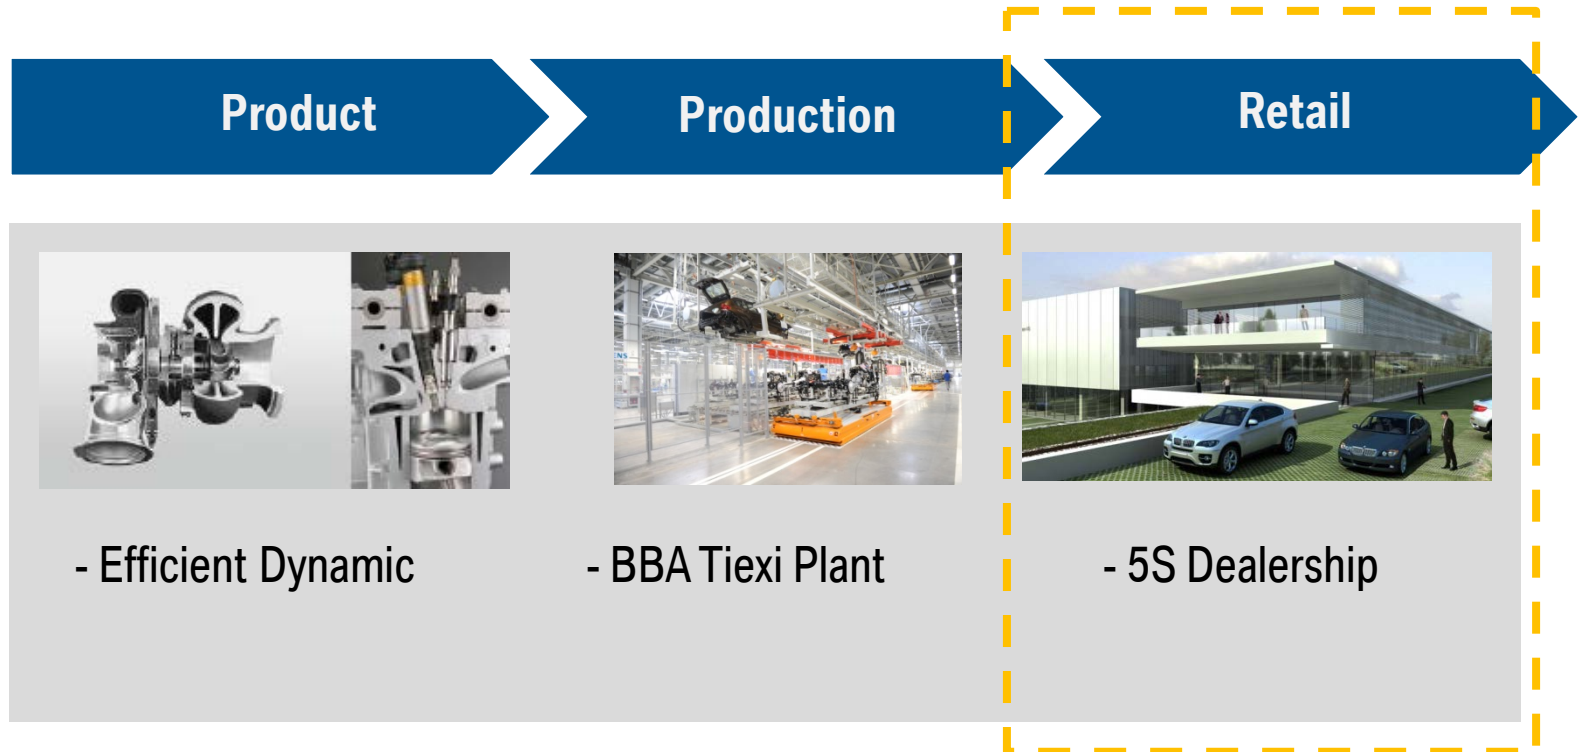 Product
Production
Retail
- Efficient Dynamic
- BBA Tiexi Plant
- 5S Dealership